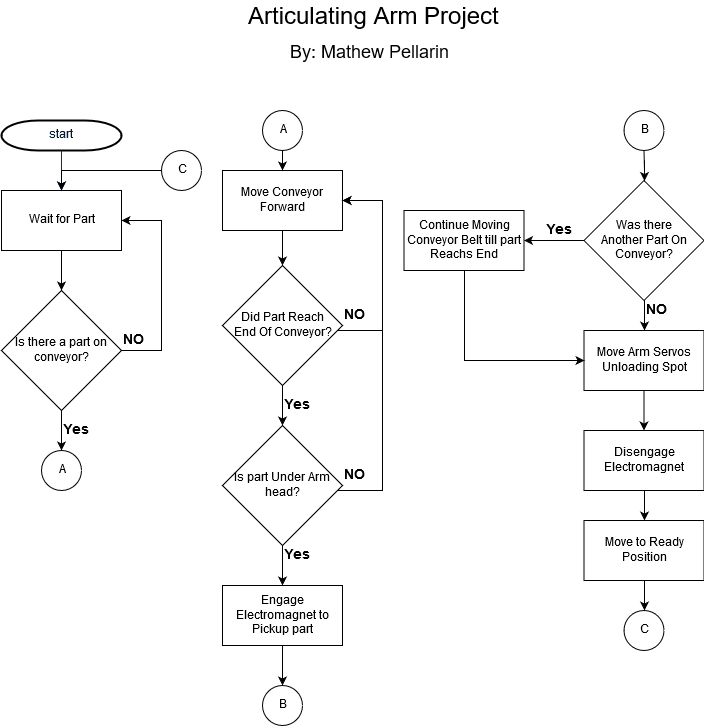 Articulating Arm Project
By: Mathew Pellarin
start
C
Wait for Part
Is there a part on
conveyor?
NO
Yes
A
A
Move Conveyor
Forward
Did Part Reach
End Of Conveyor?
NO
Yes
Is part Under Arm
head?
NO
Yes
Engage
Electromagnet to
Pickup part
B
B
Was there
Another Part On
Conveyor?
Yes
Continue Moving
Conveyor Belt till part
Reachs End
NO
Move Arm Servos
Unloading Spot
Disengage
Electromagnet
Move to Ready
Position
C